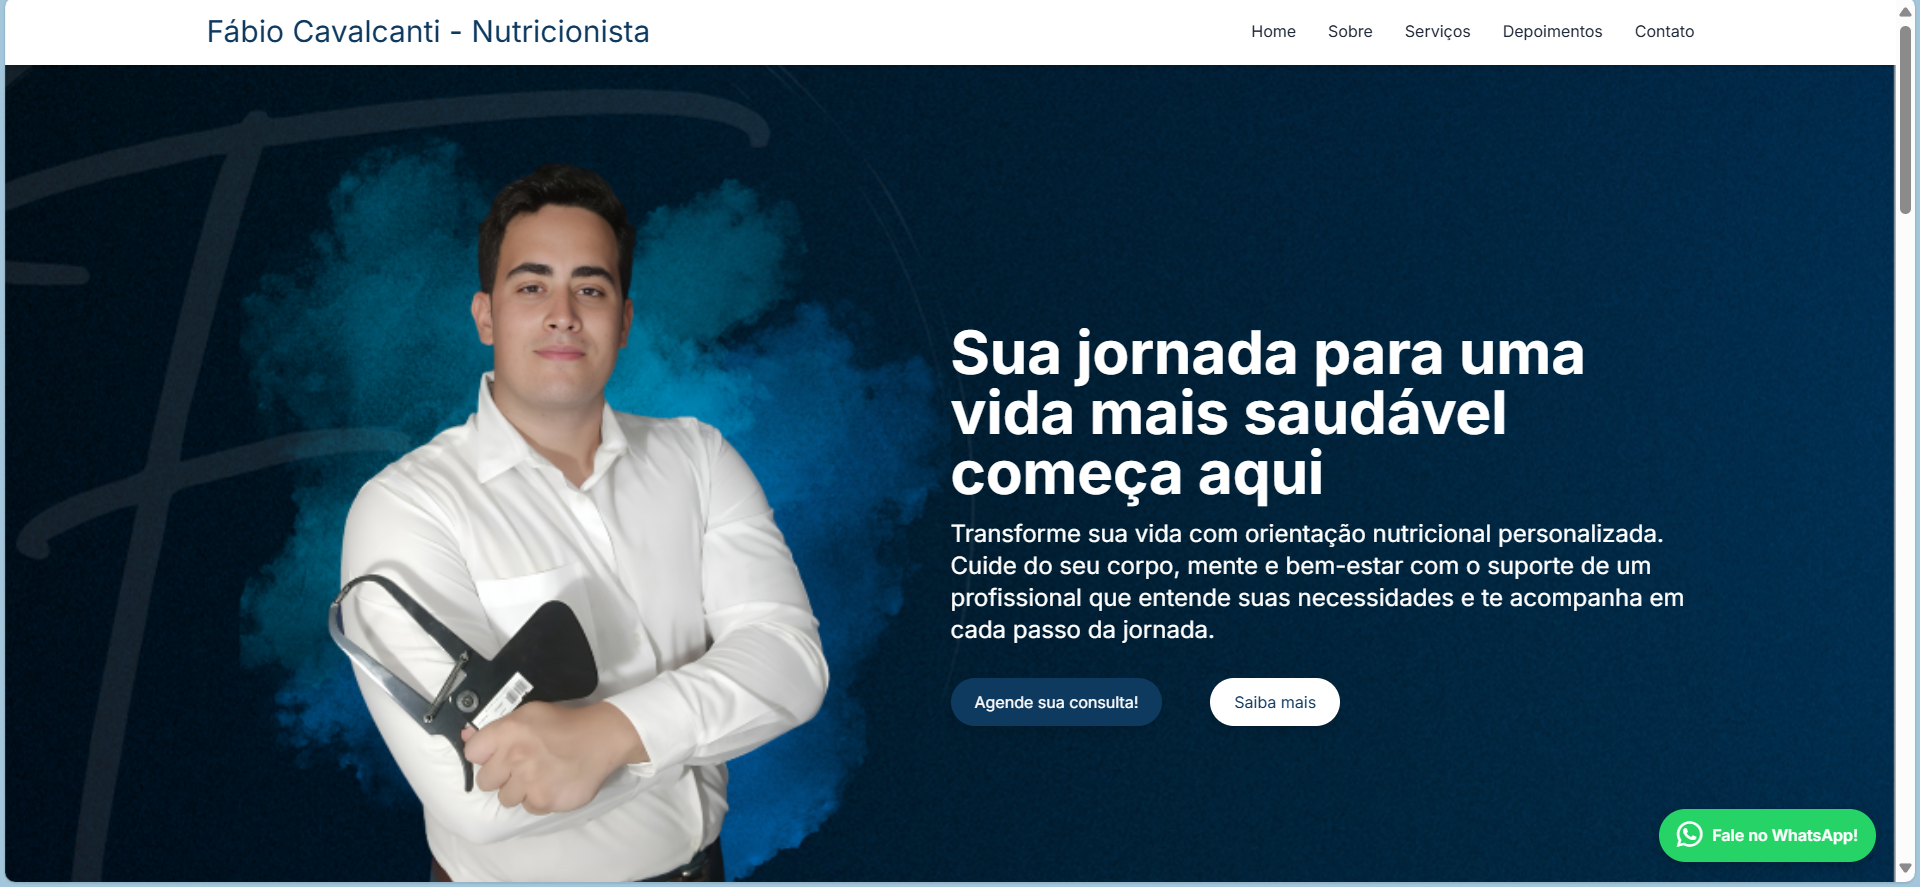 Fábio Cavalcanti - Nutricionista
Home Sobre Serviços Depoimentos Contato
Sua jornada para uma
vida mais saudável
começa aqui
Transforme sua vida com orientação nutricional personalizada.
Cuide do seu corpo, mente e bem-estar com o suporte de um
profissional que entende suas necessidades e te acompanha em
cada passo da jornada.
Agende sua consulta!
Saiba mais
Fale no WhatsApp!